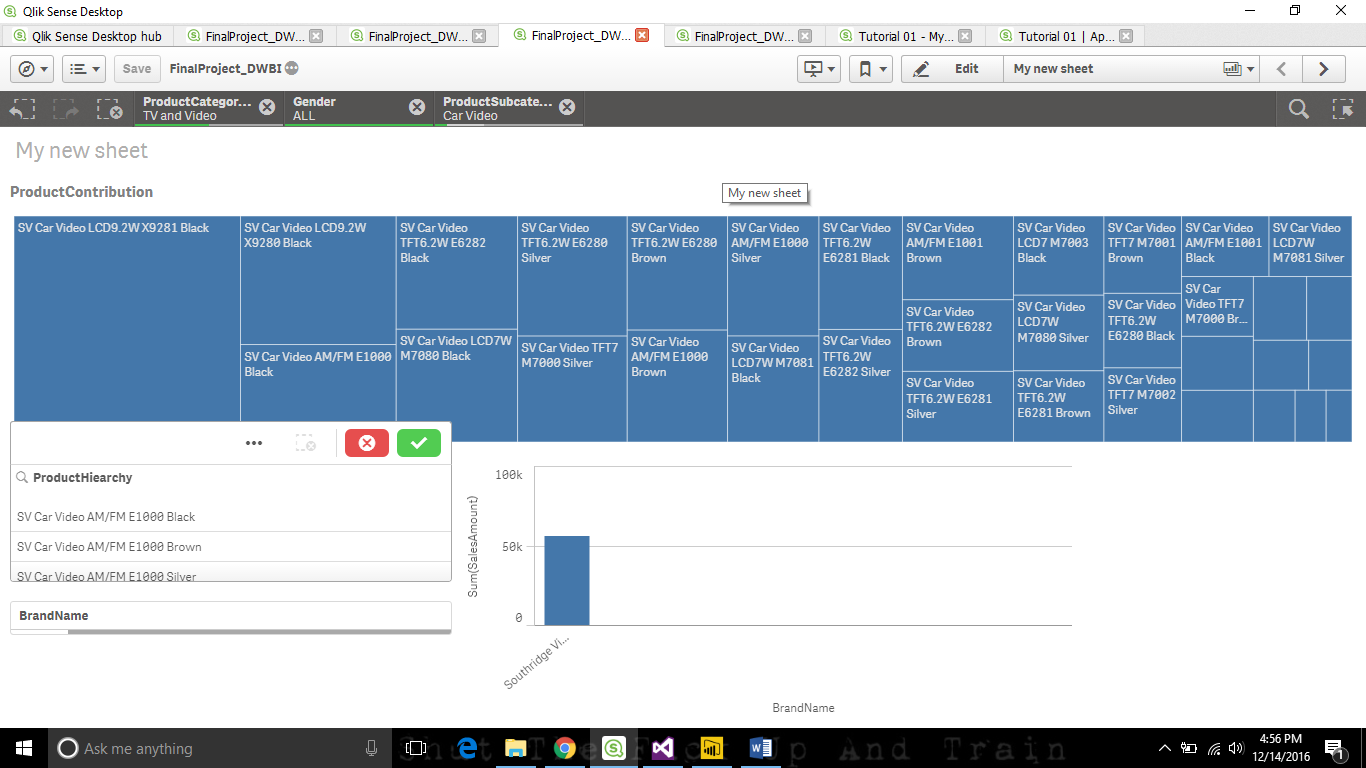 Qlik Sense Desktop
Qlik Sense Desktop hub
FinalProject_DW...
FinalProject_DW...
FinalProject_DW...
FinalProject_DW...
Tutorial 01 - My...
Tutorial 01 | Ap...
Save
FinalProject_DWBI
Edit
My new sheet
ProductCategor...
TV and Video
Gender
ALL
ProductSubcate...
Car Video
My new sheet
ProductContribution
My new sheet
SV Car Video LCD9.2W X9281 Black
SV Car Video LCD9.2W
X9280 Black
SV Car Video AM/FM E1000
Black
SV Car Video
TFT6.2W E6282
Black
SV Car Video LCD7W
M7080 Black
SV Car Video
TFT6.2W E6280
Silver
SV Car Video TFT7
M7000 Silver
SV Car Video
TFT6.2W E6280
Brown
SV Car Video
AM/FM E1000
Brown
SV Car Video
AM/FM E1000
Silver
SV Car Video
LCD7W M7081
Black
SV Car Video
TFT6.2W
E6281 Black
SV Car Video
TFT6.2W
E6282 Silver
SV Car Video
AM/FM E1001
Brown
SV Car Video
TFT6.2W E6282
Brown
SV Car Video
TFT6.2W E6281
Silver
SV Car Video
LCD7 M7003
Black
SV Car Video
LCD7W
M7080 Silver
SV Car Video
TFT6.2W
E6281 Brown
SV Car Video
TFT7 M7001
Brown
SV Car Video
TFT6.2W
E6280 Black
SV Car Video
TFT7 M7002
Silver
SV Car Video
AM/FM E1001
Black
SV Car Video
LCD7W
M7081 Silver
SV Car
Video TFT7
M7000 Br...
ProductHiearchy
SV Car Video AM/FM E1000 Black
SV Car Video AM/FM E1000 Brown
SV Car Video AM/FM E1000 Silver
BrandName
100k
50k
0
Sum(SalesAmount)
Southridge Vi...
BrandName
Ask me anything
Up And Train
4:56 PM
12/14/2016
1